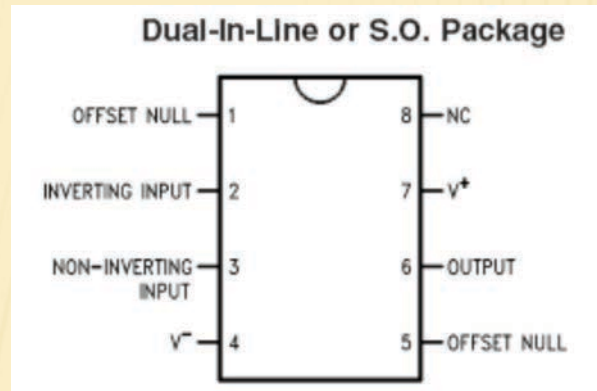 Dual-In-Line or S.O. Package
OFFSET NULL 1
8 NC
INVERTING INPUT 2
7 V⁺
NON-INVERTING 3
INPUT
6 OUTPUT
V⁻ 4
5 OFFSET NULL